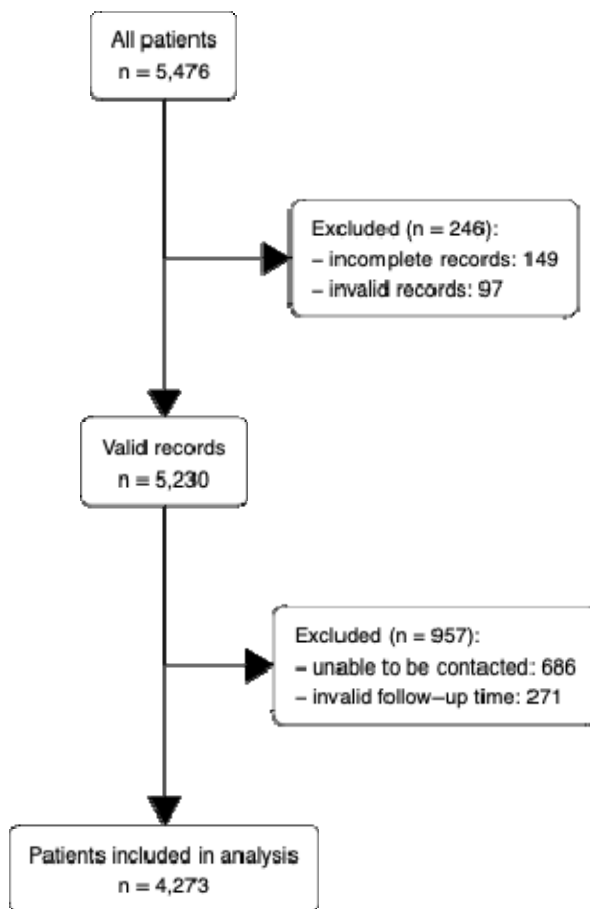 All patients
n = 5,476
Excluded (n = 246):
– incomplete records: 149
– invalid records: 97
Valid records
n = 5,230
Excluded (n = 957):
– unable to be contacted: 686
– invalid follow–up time: 271
Patients included in analysis
n = 4,273